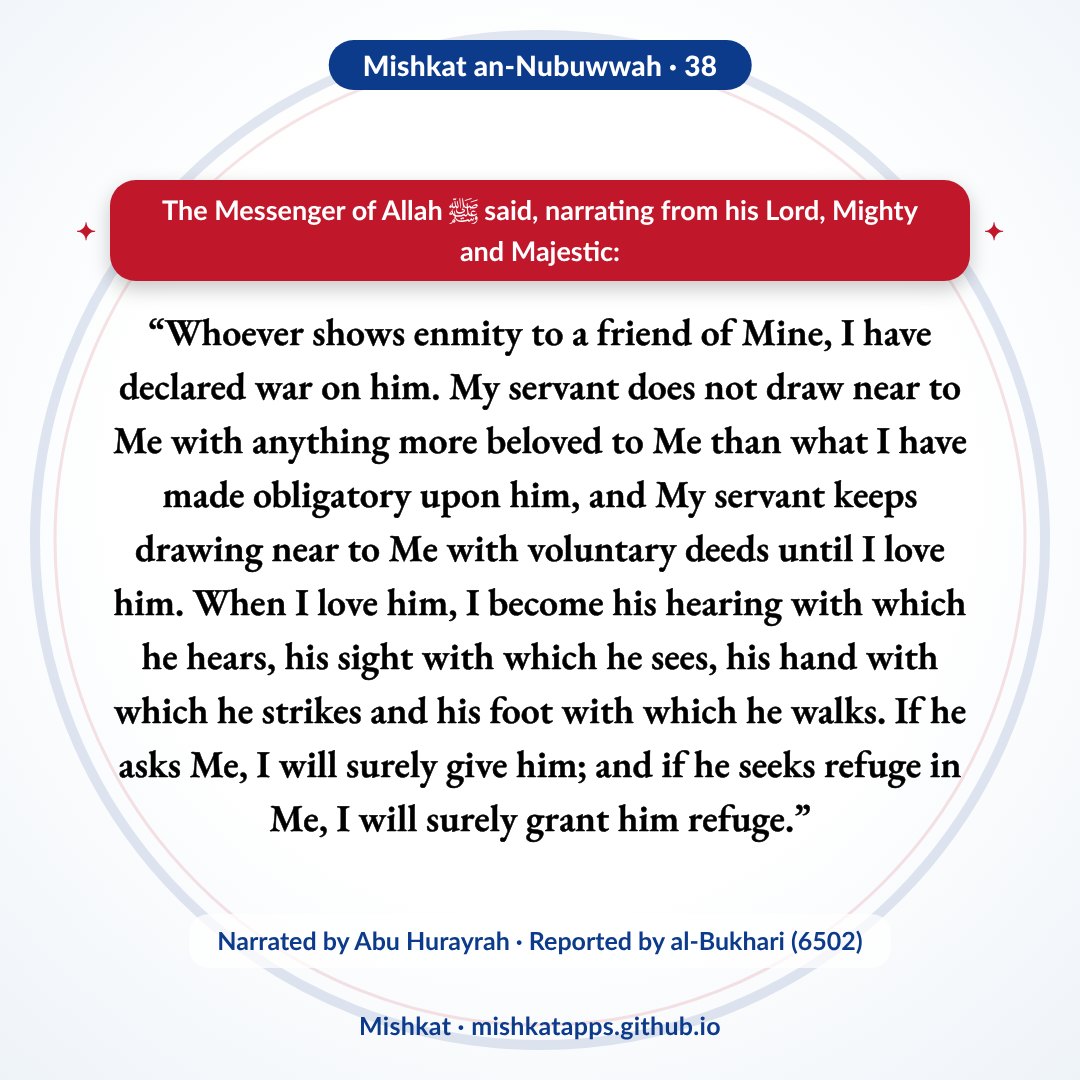 Mishkat an-Nubuwwah · 38
The Messenger of Allah ﷺ said, narrating from his Lord, Mighty
and Majestic:
“Whoever shows enmity to a friend of Mine, I have
declared war on him. My servant does not draw near to
Me with anything more beloved to Me than what I have
made obligatory upon him, and My servant keeps
drawing near to Me with voluntary deeds until I love
him. When I love him, I become his hearing with which
he hears, his sight with which he sees, his hand with
which he strikes and his foot with which he walks. If he
asks Me, I will surely give him; and if he seeks refuge in
Me, I will surely grant him refuge.”
Narrated by Abu Hurayrah · Reported by al-Bukhari (6502)
Mishkat · mishkatapps.github.io